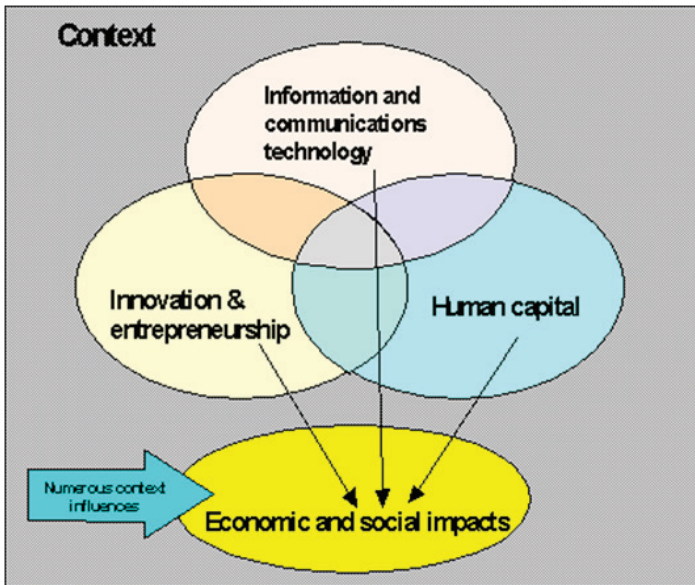 Context
Information and
communications
technology
Innovation &
entrepreneurship
Human capital
Numerous context
influences
Economic and social impacts